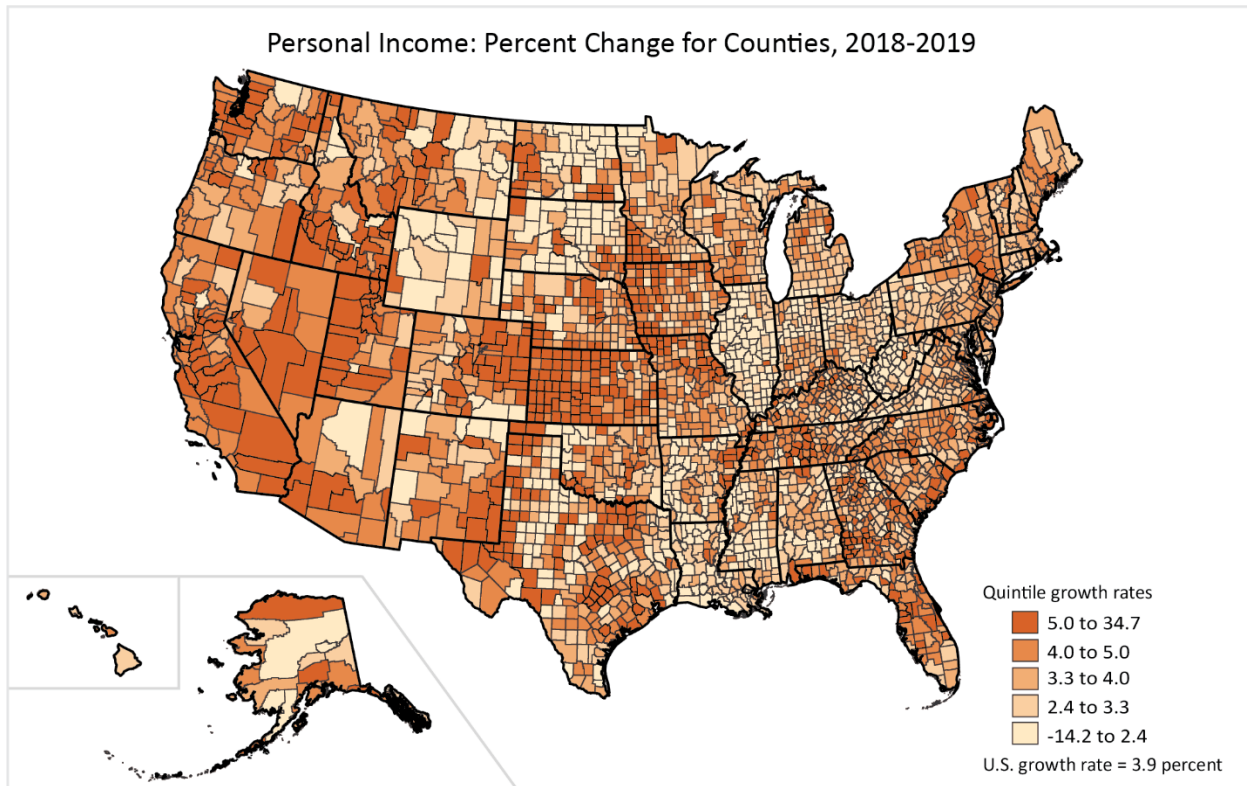 Personal Income: Percent Change for Counties, 2018-2019
Quintile growth rates
5.0 to 34.7
4.0 to 5.0
3.3 to 4.0
2.4 to 3.3
-14.2 to 2.4
U.S. growth rate = 3.9 percent